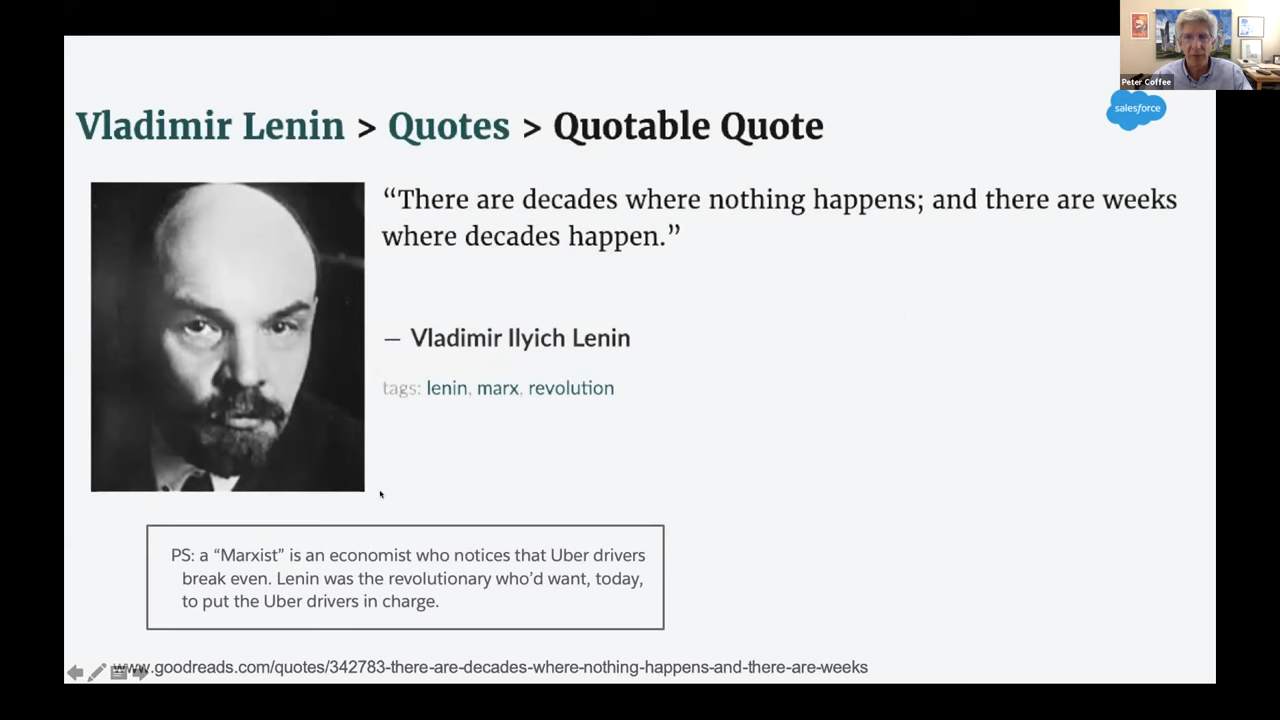 Peter Coffee
salesforce
Vladimir Lenin > Quotes > Quotable Quote
“There are decades where nothing happens; and there are weeks
where decades happen.”
— Vladimir Ilyich Lenin
tags: lenin, marx, revolution
PS: a “Marxist” is an economist who notices that Uber drivers
break even. Lenin was the revolutionary who’d want, today,
to put the Uber drivers in charge.
www.goodreads.com/quotes/342783-there-are-decades-where-nothing-happens-and-there-are-weeks